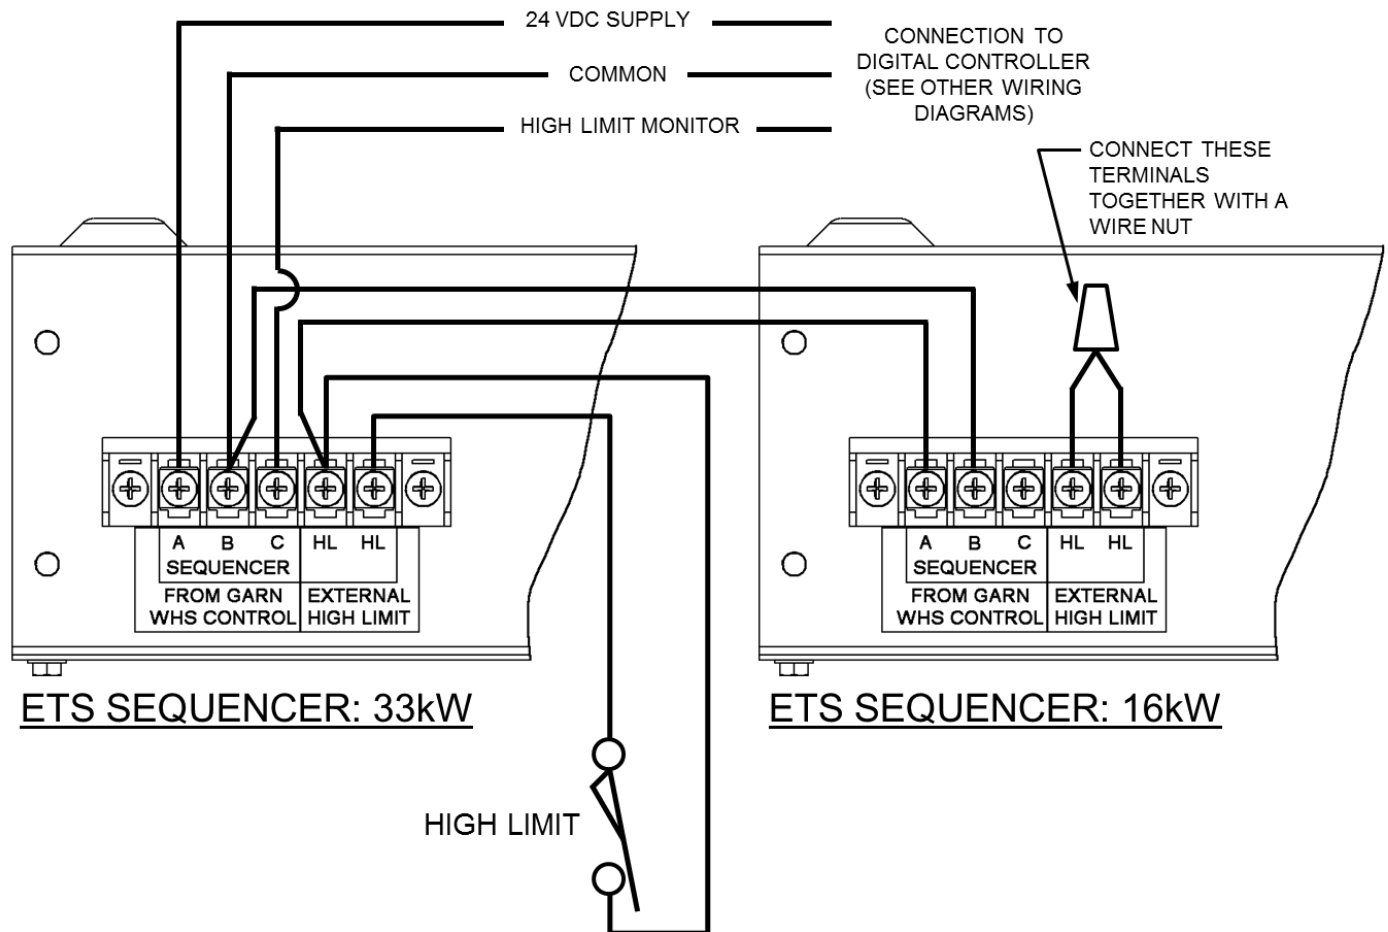 24 VDC SUPPLY
COMMON
HIGH LIMIT MONITOR
CONNECTION TO
DIGITAL CONTROLLER
(SEE OTHER WIRING
DIAGRAMS)
CONNECT THESE
TERMINALS
TOGETHER WITH A
WIRE NUT
A B C HL HL
SEQUENCER
FROM GARN
WHS CONTROL
EXTERNAL
HIGH LIMIT
ETS SEQUENCER: 33kW
A B C HL HL
SEQUENCER
FROM GARN
WHS CONTROL
EXTERNAL
HIGH LIMIT
ETS SEQUENCER: 16kW
HIGH LIMIT